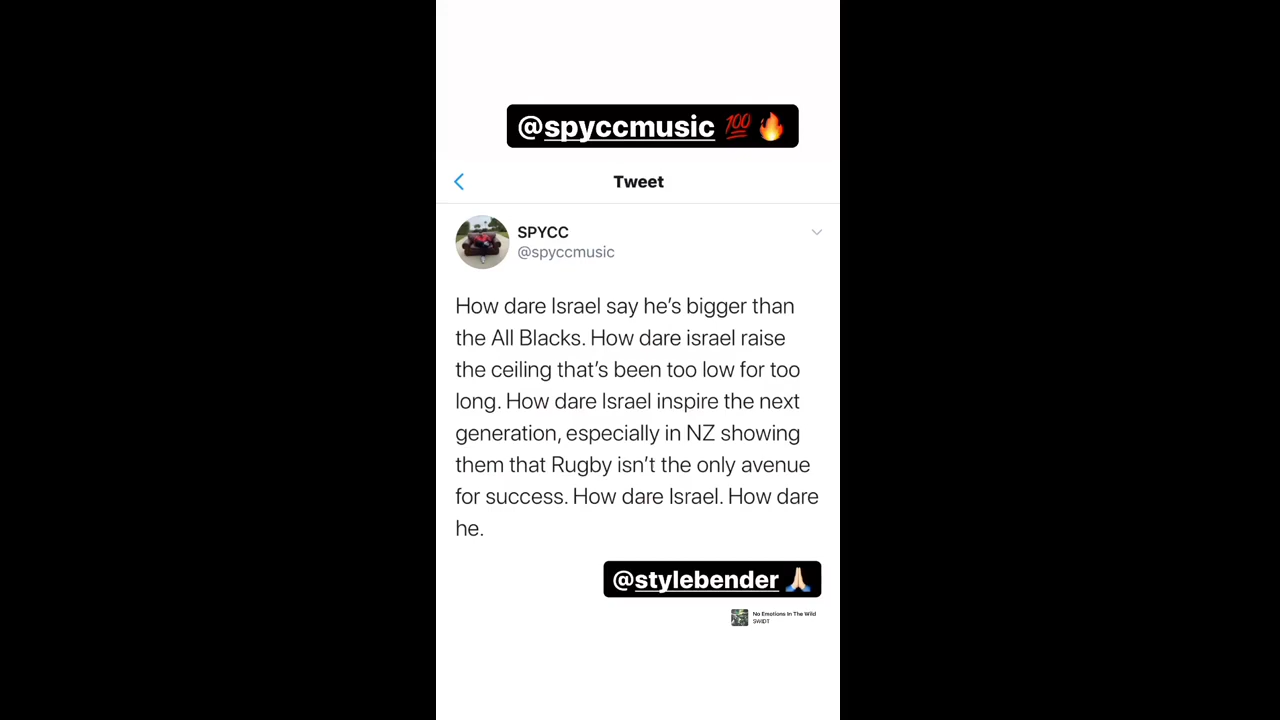 @spyccmusic 💯🔥
Tweet
SPYCC
@spyccmusic
How dare Israel say he's bigger than
the All Blacks. How dare israel raise
the ceiling that's been too low for too
long. How dare Israel inspire the next
generation, especially in NZ showing
them that Rugby isn't the only avenue
for success. How dare Israel. How dare
he.
@stylebender 🙏🏻
No Emotions In The Wild
SWIDT